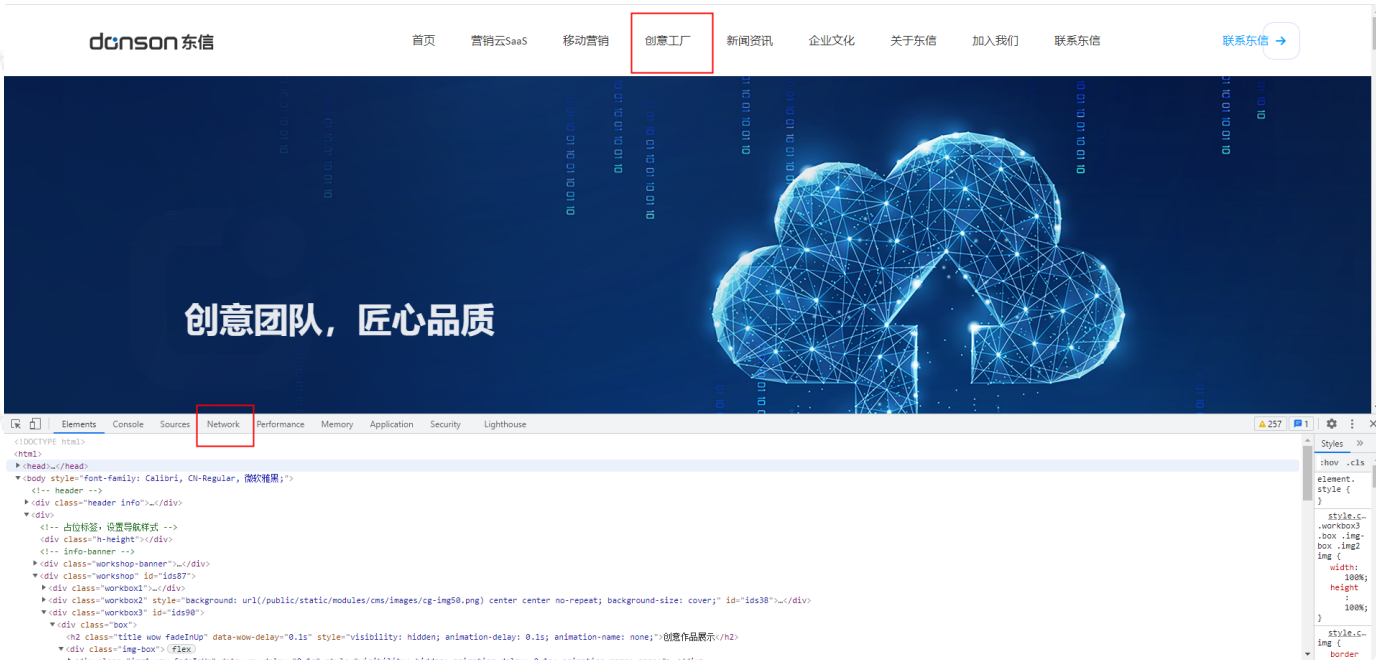 donson 东信
首页 营销云SaaS 移动营销 创意工厂 新闻资讯 企业文化 关于东信 加入我们 联系东信 联系东信 →
创意团队，匠心品质
Elements Console Sources Network Performance Memory Application Security Lighthouse 257 1
<!DOCTYPE html>
<html>
<head>…</head>
<body style="font-family: Calibri, CN-Regular, 微软雅黑;">
<!-- header -->
<div class="header info">…</div>
<div>
<!-- 占位标签，设置导航样式 -->
<div class="h-height"></div>
<!-- info-banner -->
<div class="workshop-banner">…</div>
<div class="workshop" id="ids87">
<div class="workbox1">…</div>
<div class="workbox2" style="background: url(/public/static/modules/cms/images/cg-img50.png) center center no-repeat; background-size: cover;" id="ids38">…</div>
<div class="workbox3" id="ids90">
<div class="box">
<h2 class="title wow fadeInUp" data-wow-delay="0.1s" style="visibility: hidden; animation-delay: 0.1s; animation-name: none;">创意作品展示</h2>
<div class="img-box"> flex
Styles »
:hov .cls
element.
style {
}
style.c…
.workbox3
.box .img-
box .img2
img {
width:
100%;
height
:
100%;
}
style.c…
img {
border